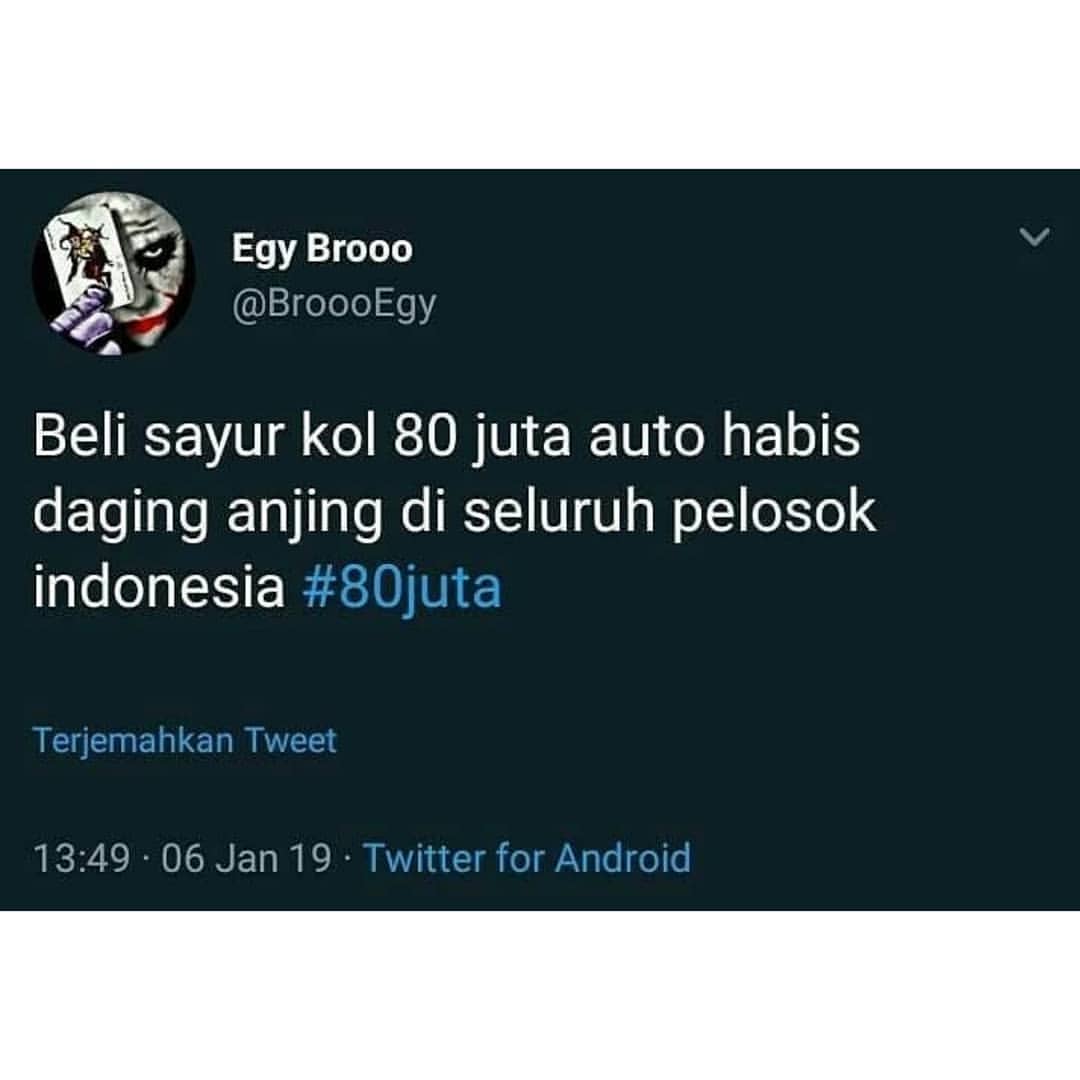 Egy Brooo
@BroooEgy
Beli sayur kol 80 juta auto habis
daging anjing di seluruh pelosok
indonesia #80juta
Terjemahkan Tweet
13:49 · 06 Jan 19 · Twitter for Android